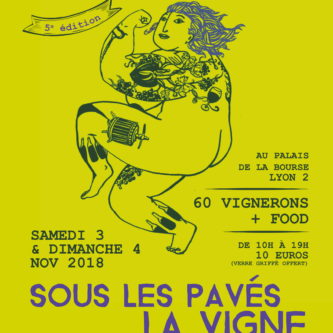 5e édition
AU PALAIS
DE LA BOURSE
LYON 2
60 VIGNERONS
+ FOOD
SAMEDI 3
& DIMANCHE 4
NOV 2018
DE 10H À 19H
10 EUROS
(VERRE GRIFFÉ OFFERT)
SOUS LES PAVÉS
LA VIGNE